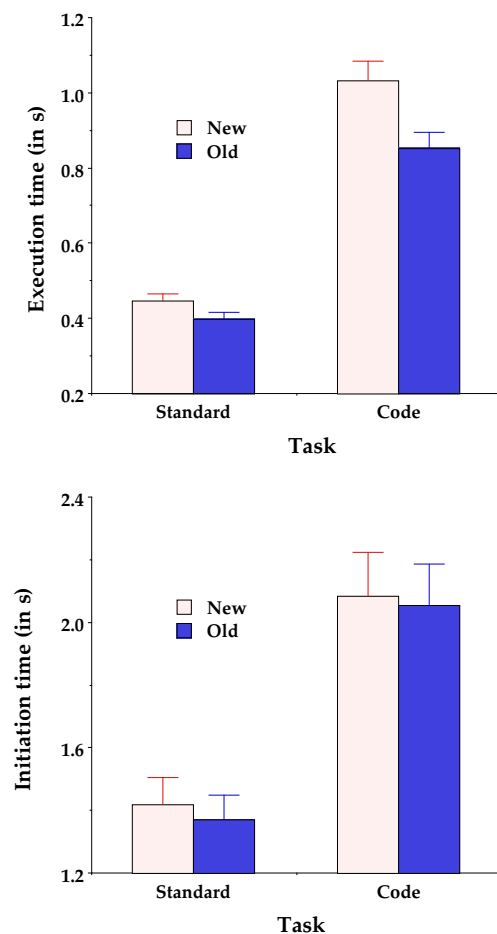 1.2
1.0
0.8
0.6
0.4
0.2
Execution time (in s)
New
Old
Standard
Code
Task
2.4
2.0
1.6
1.2
Initiation time (in s)
New
Old
Standard
Code
Task